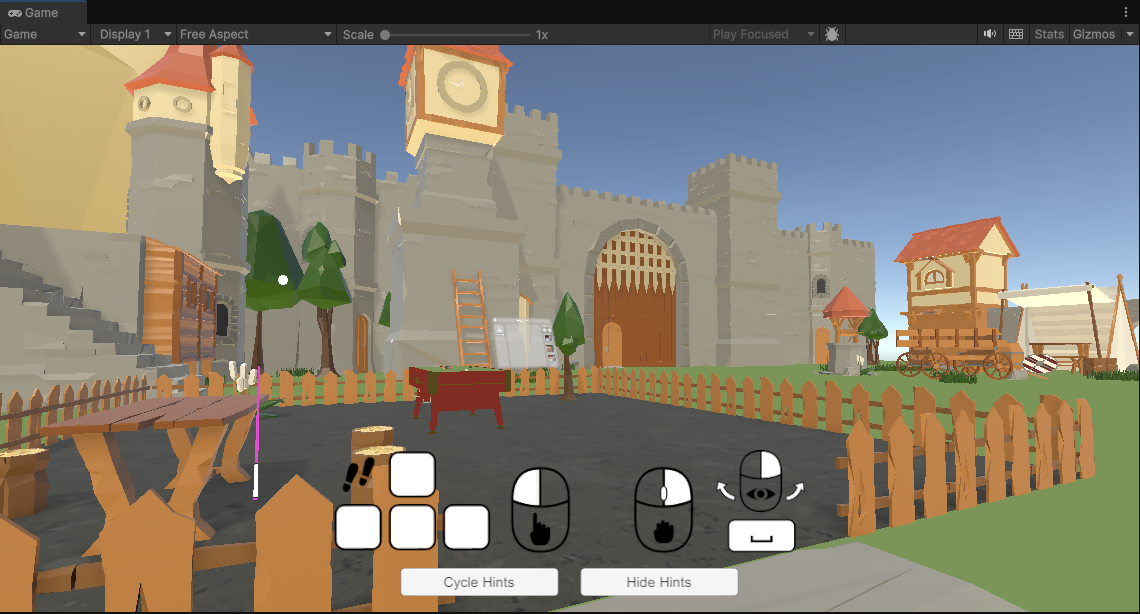 Game
Game Display 1 Free Aspect Scale 1x Play Focused Stats Gizmos
Cycle Hints Hide Hints